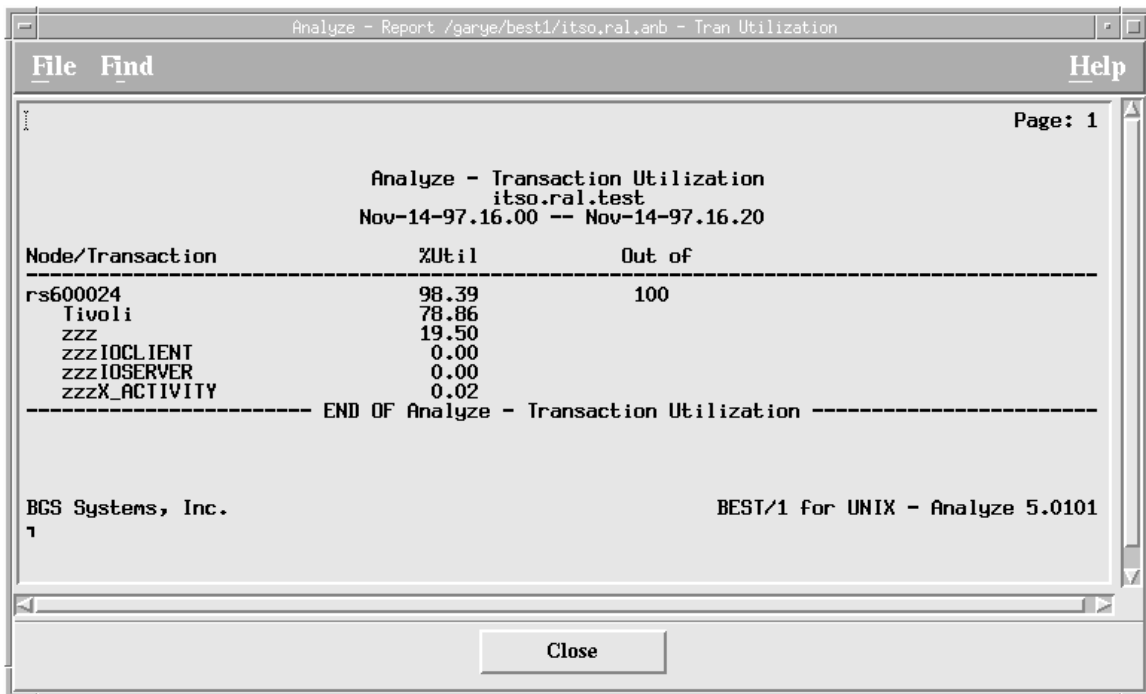 Analyze - Report /garye/best1/itso.ral.anb - Tran Utilization
File Find Help
Page: 1
Analyze - Transaction Utilization
itso.ral.test
Nov-14-97.16.00 -- Nov-14-97.16.20
Node/Transaction %Util Out of
rs600024 98.39 100
Tivoli 78.86
zzz 19.50
zzzIOCLIENT 0.00
zzzIOSERVER 0.00
zzzX_ACTIVITY 0.02
------------------------ END OF Analyze - Transaction Utilization ------------------------
BGS Systems, Inc. BEST/1 for UNIX - Analyze 5.0101
Close